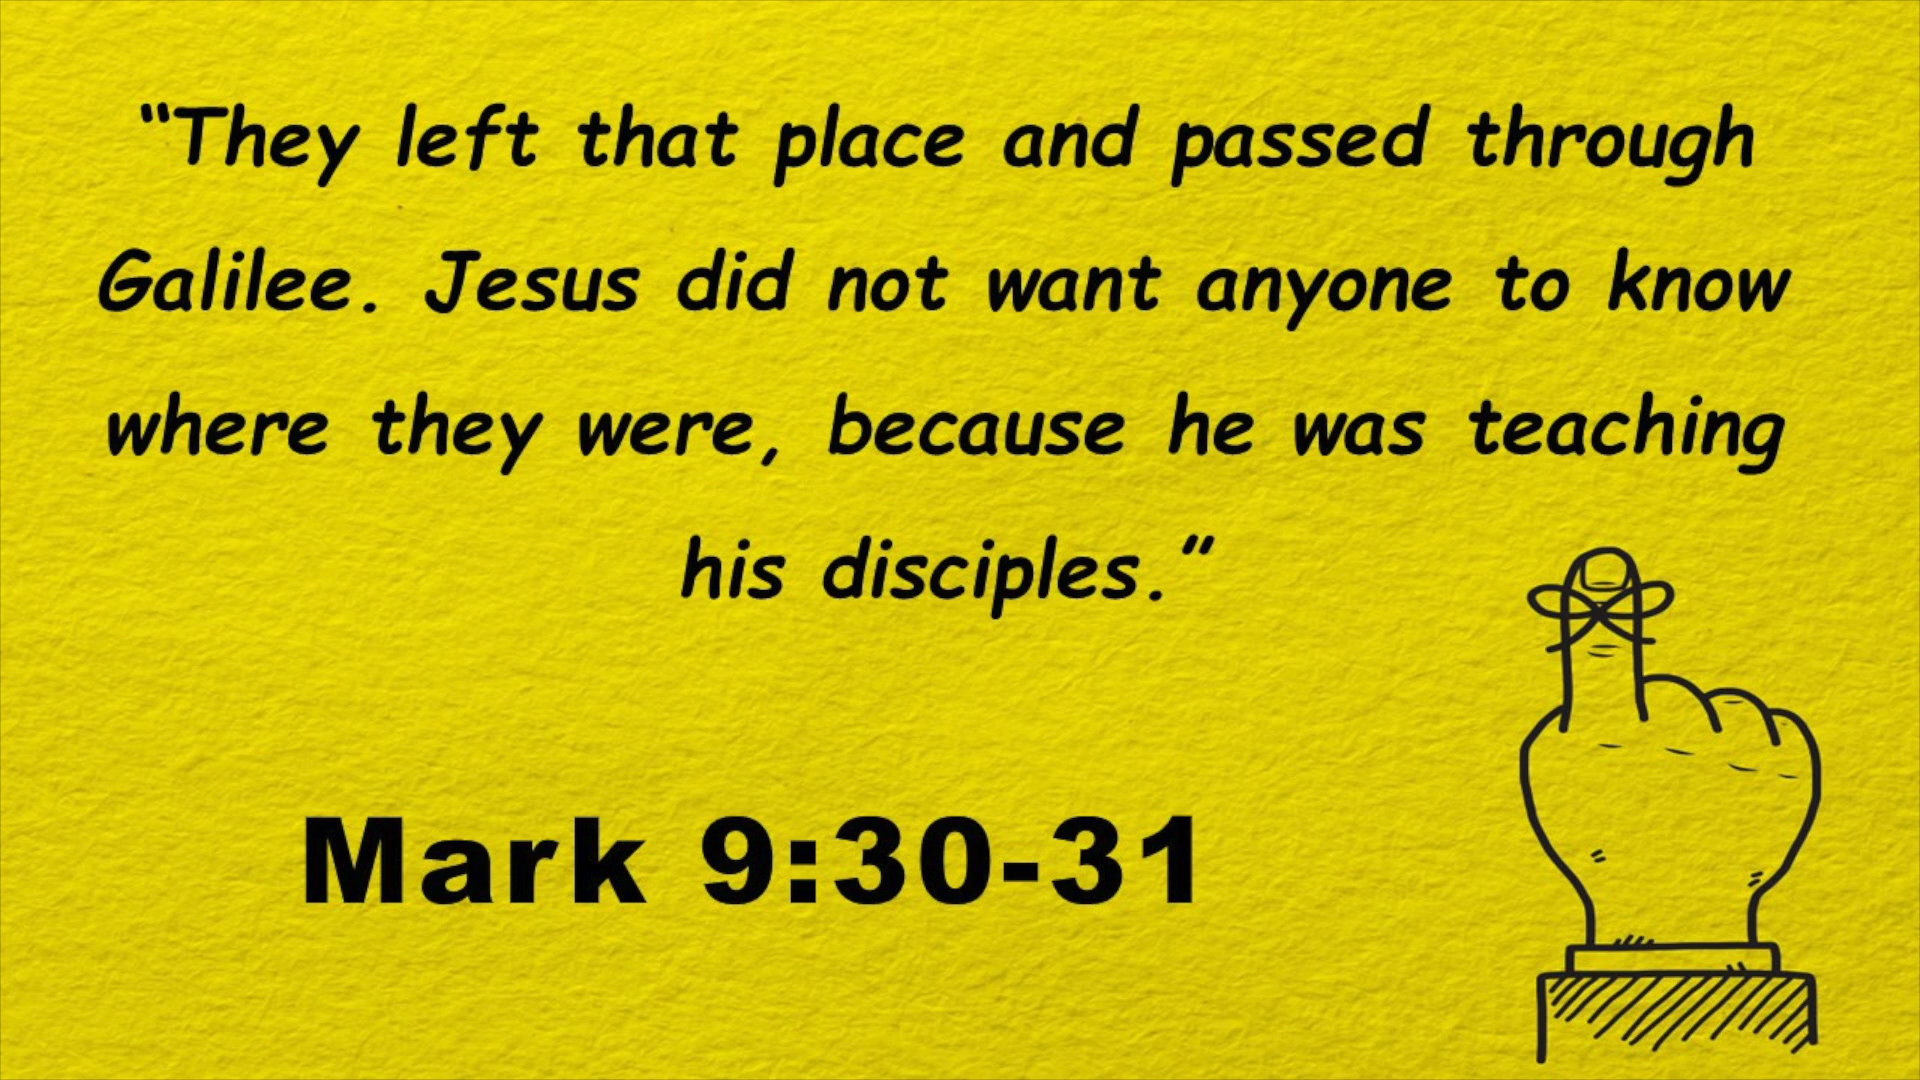 “They left that place and passed through
Galilee. Jesus did not want anyone to know
where they were, because he was teaching
his disciples.”
Mark 9:30-31